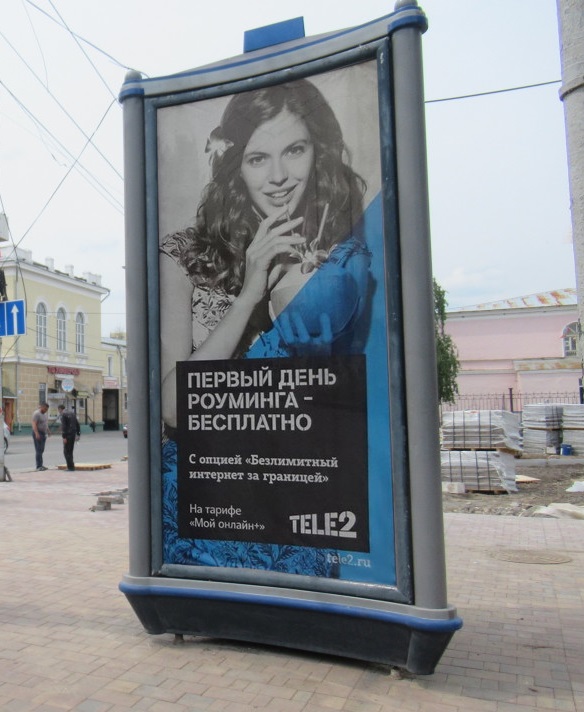 ПЕРВЫЙ ДЕНЬ
РОУМИНГА –
БЕСПЛАТНО
С опцией «Безлимитный
интернет за границей»
На тарифе
«Мой онлайн+»
TELE2
tele2.ru